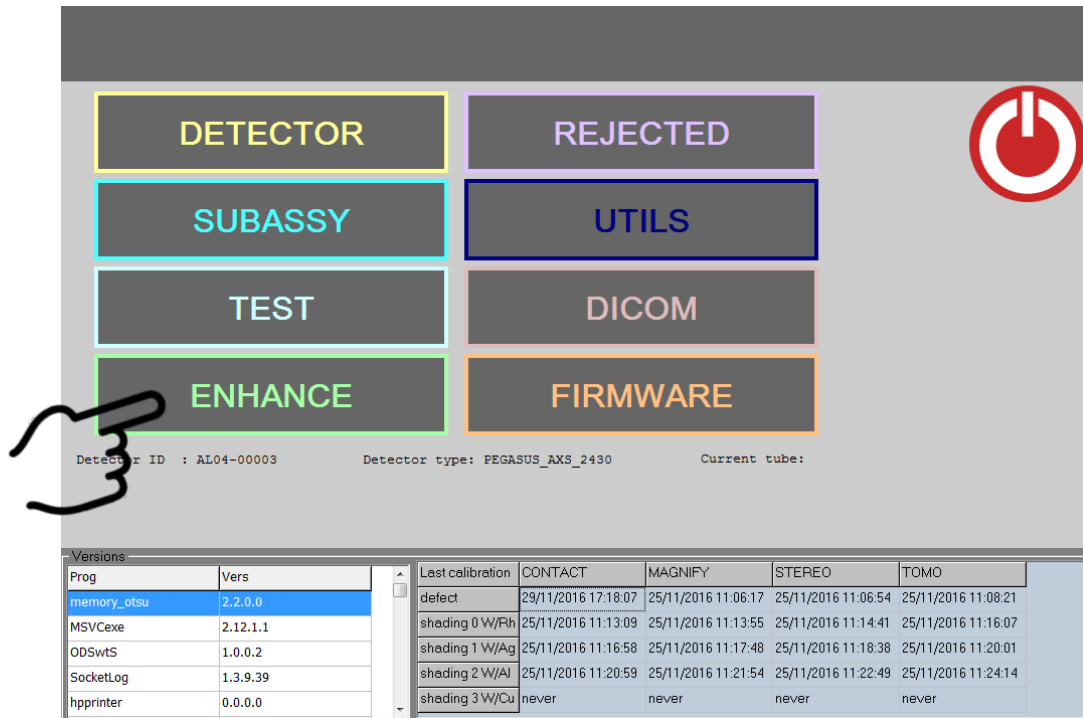 DETECTOR REJECTED
SUBASSY UTILS
TEST DICOM
ENHANCE FIRMWARE
Detector ID : AL04-00003 Detector type: PEGASUS_AXS_2430 Current tube:
Versions
Prog Vers
memory_otsu 2.2.0.0
MSVCexe 2.12.1.1
ODSwtS 1.0.0.2
SocketLog 1.3.9.39
hpprinter 0.0.0.0
Last calibration CONTACT MAGNIFY STEREO TOMO
defect 29/11/2016 17:18:07 25/11/2016 11:06:17 25/11/2016 11:06:54 25/11/2016 11:08:21
shading 0 W/Rh 25/11/2016 11:13:09 25/11/2016 11:13:55 25/11/2016 11:14:41 25/11/2016 11:16:07
shading 1 W/Ag 25/11/2016 11:16:58 25/11/2016 11:17:48 25/11/2016 11:18:38 25/11/2016 11:20:01
shading 2 W/Al 25/11/2016 11:20:59 25/11/2016 11:21:54 25/11/2016 11:22:49 25/11/2016 11:24:14
shading 3 W/Cu never never never never